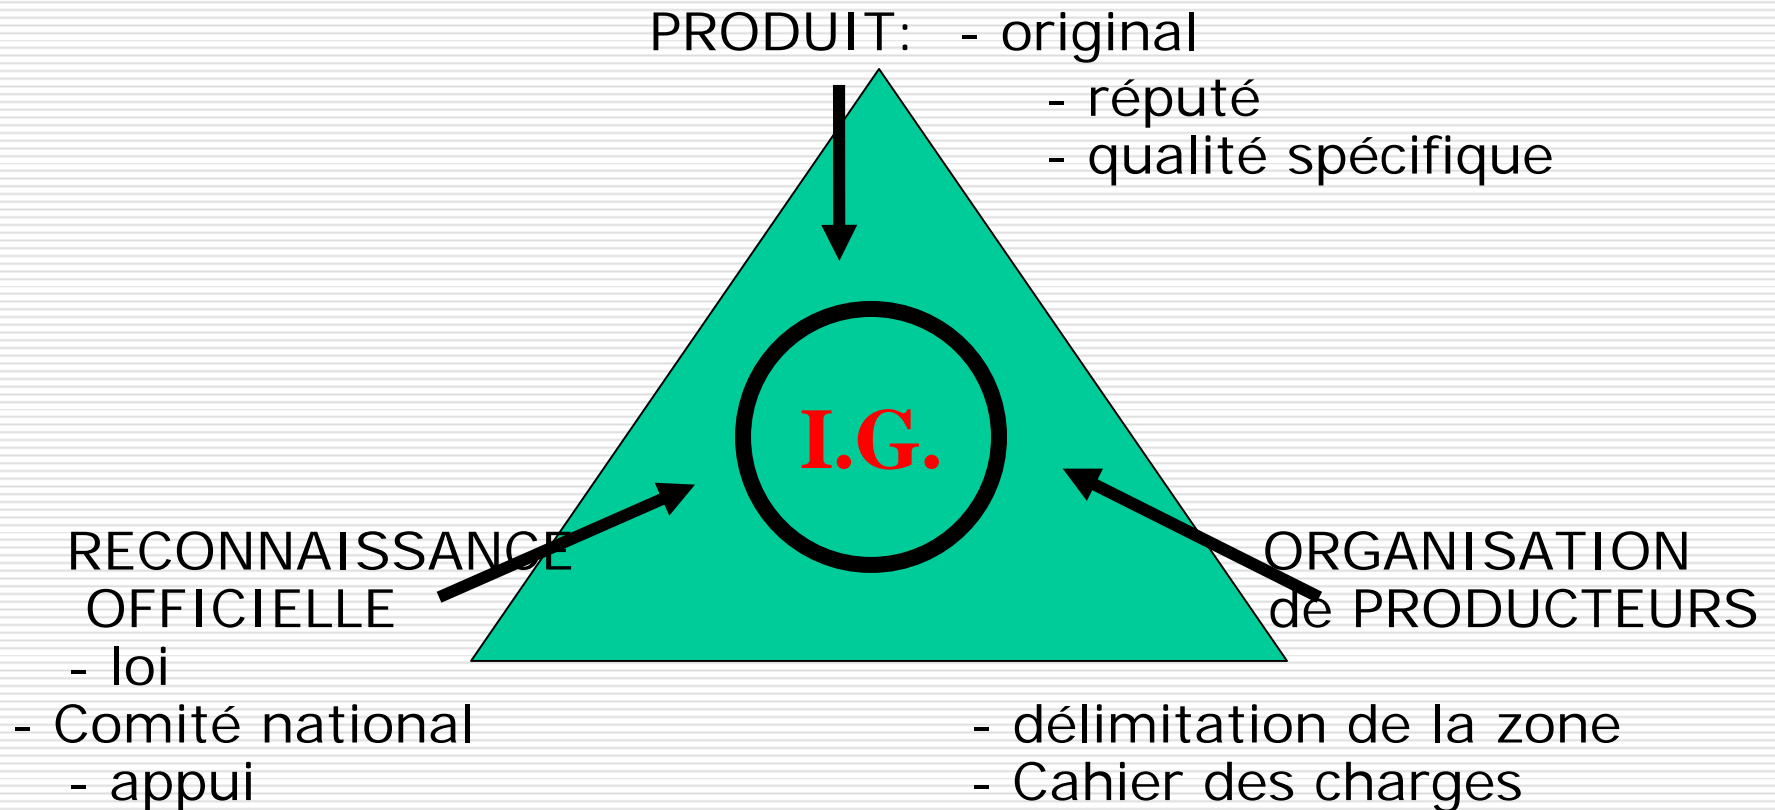 PRODUIT: - original
- réputé
- qualité spécifique
I.G.
RECONNAISSANCE
OFFICIELLE
- loi
- Comité national
- appui
ORGANISATION
de PRODUCTEURS
- délimitation de la zone
- Cahier des charges